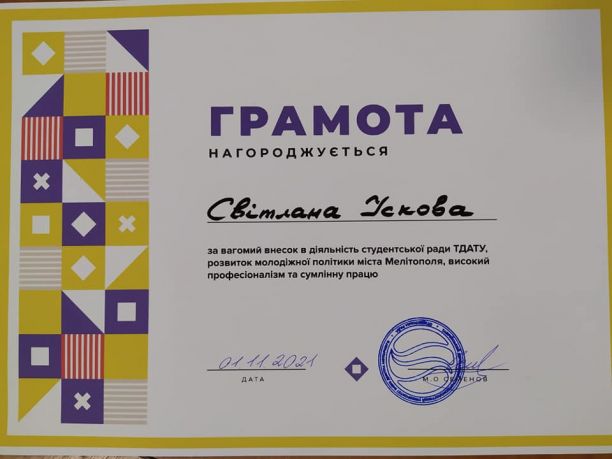 ГРАМОТА
НАГОРОДЖУЄТЬСЯ
Світлана Ускова
за вагомий внесок в діяльність студентської ради ТДАТУ,
розвиток молодіжної політики міста Мелітополя, високий
професіоналізм та сумлінну працю
01.11.2021
ДАТА
М.О СЕМЕНОВ